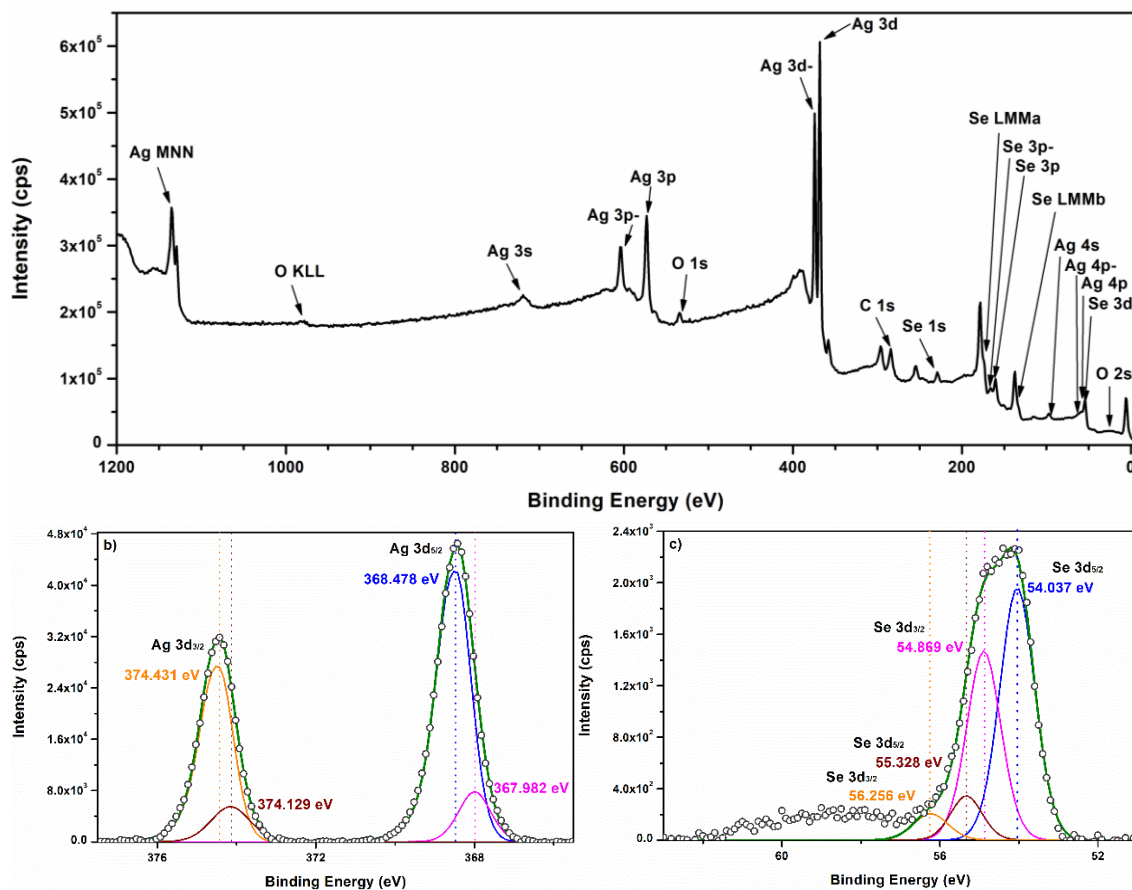 6x10⁵
5x10⁵
4x10⁵
3x10⁵
2x10⁵
1x10⁵
0
Intensity (cps)
Ag MNN
O KLL
Ag 3s
Ag 3p-
Ag 3p
O 1s
Ag 3d-
Ag 3d
C 1s
Se 1s
Se LMMa
Se 3p-
Se 3p
Se LMMb
Ag 4s
Ag 4p-
Ag 4p
Se 3d
O 2s
1200 1000 800 600 400 200 0
Binding Energy (eV)
b)
4.8x10⁴
4.0x10⁴
3.2x10⁴
2.4x10⁴
1.6x10⁴
8.0x10³
0.0
Intensity (cps)
Ag 3d3/2
374.431 eV
374.129 eV
Ag 3d5/2
368.478 eV
367.982 eV
376 372 368
Binding Energy (eV)
c)
2.4x10³
2.0x10³
1.6x10³
1.2x10³
8.0x10²
4.0x10²
0.0
Intensity (cps)
Se 3d5/2
54.037 eV
Se 3d3/2
54.869 eV
Se 3d5/2
55.328 eV
Se 3d3/2
56.256 eV
60 56 52
Binding Energy (eV)